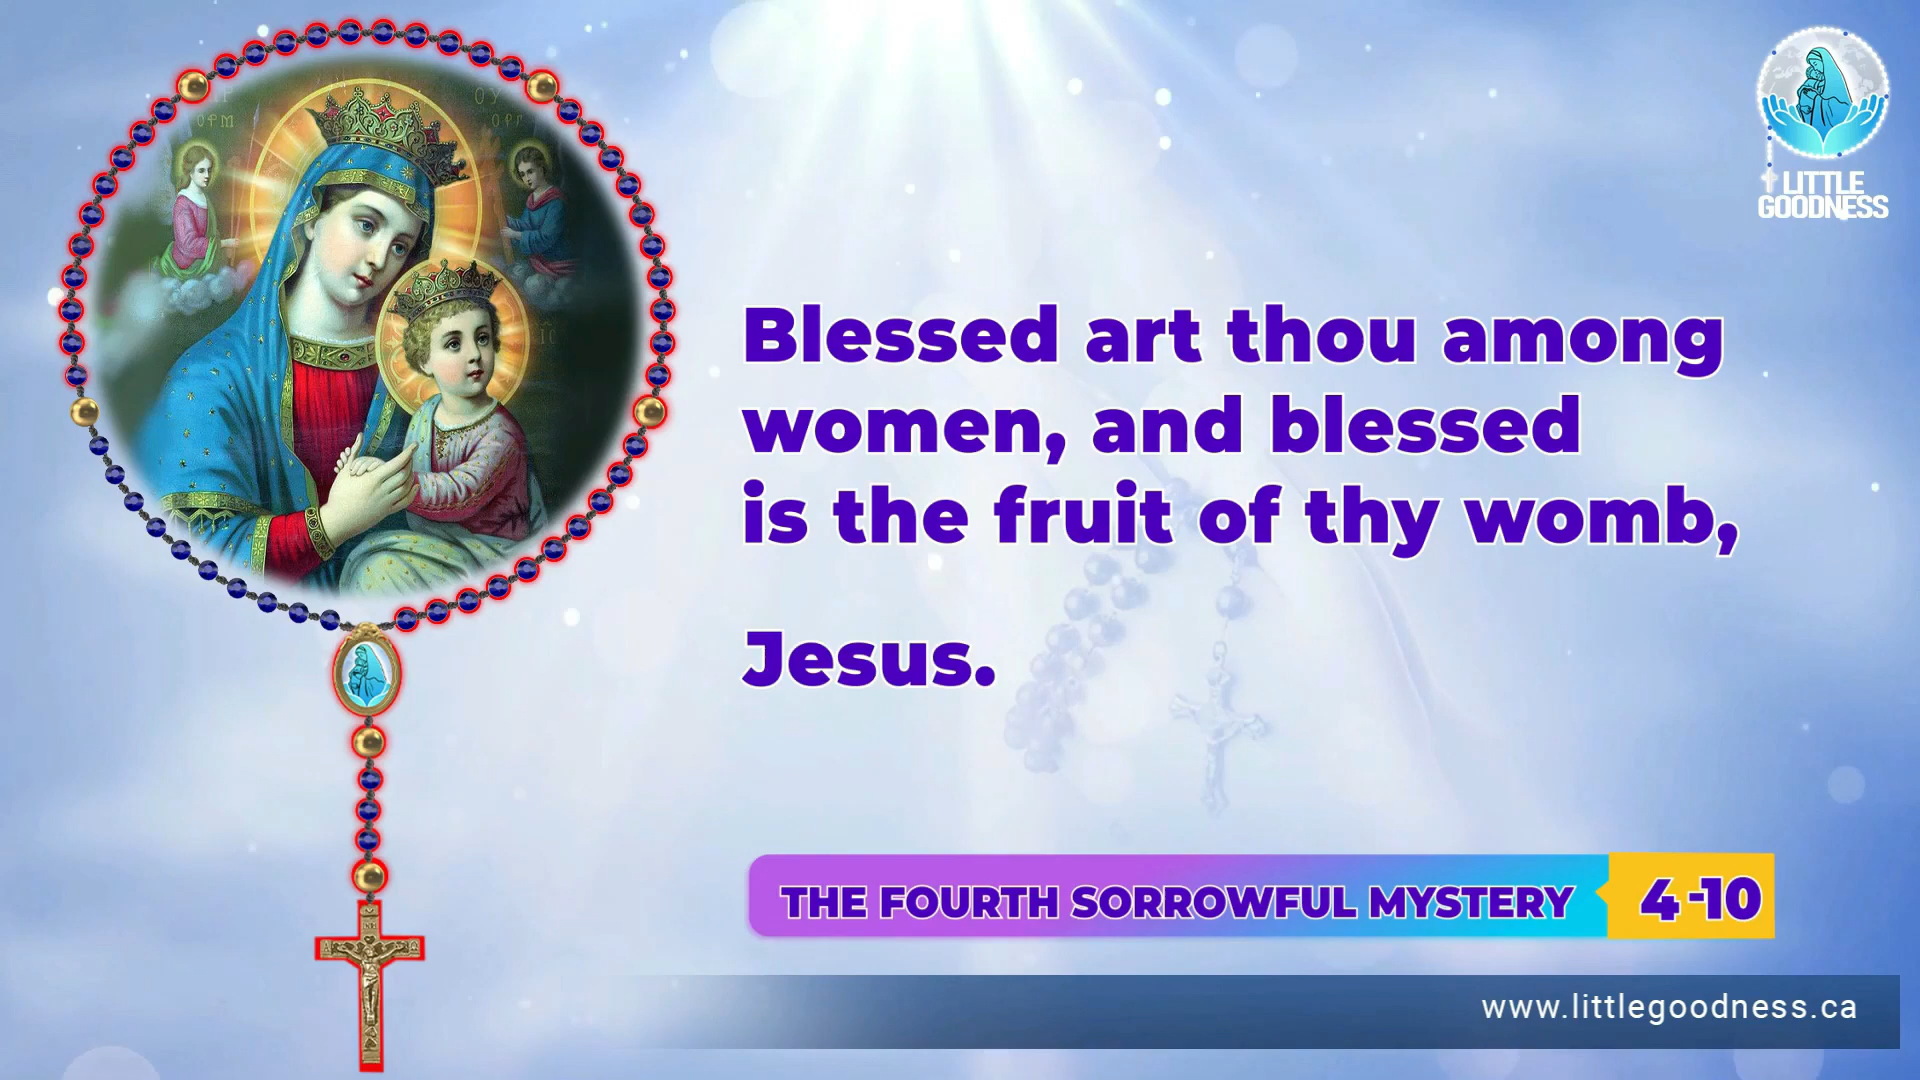 LITTLE
GOODNESS
Blessed art thou among
women, and blessed
is the fruit of thy womb,
Jesus.
THE FOURTH SORROWFUL MYSTERY 4-10
www.littlegoodness.ca